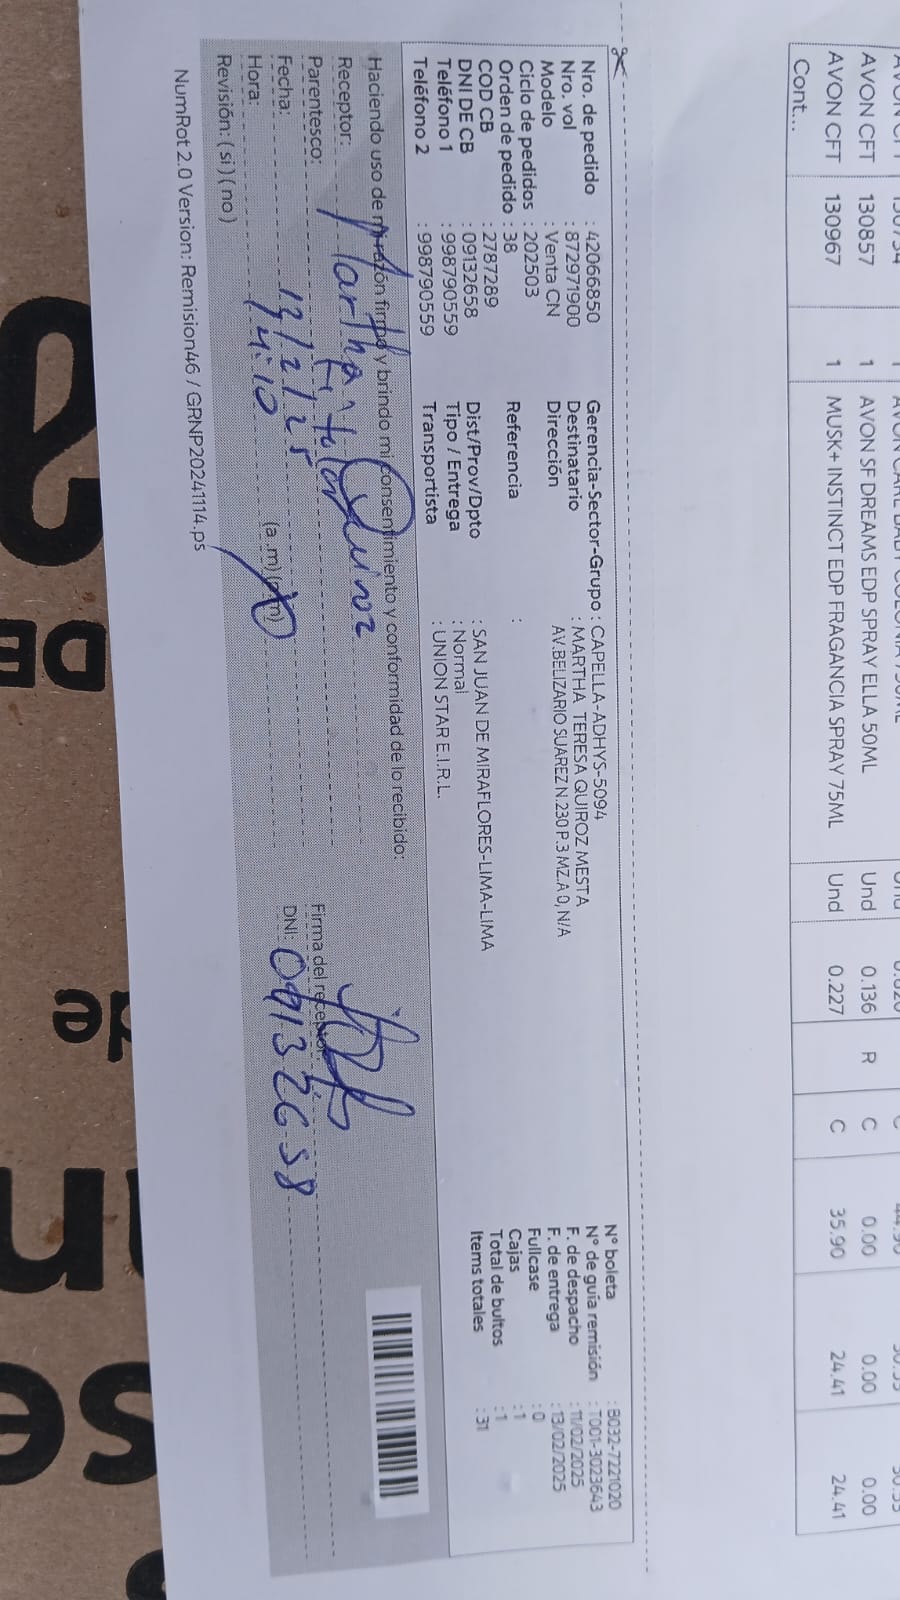 AVON CFT 130857 1 AVON SF DREAMS EDP SPRAY ELLA 50ML Und 0.136 R C 0.00 0.00 0.00
AVON CFT 130967 1 MUSK+ INSTINCT EDP FRAGANCIA SPRAY 75ML Und 0.227 C 35.90 24.41 24.41
Cont...
Nro. de pedido : 42066850 Gerencia-Sector-Grupo : CAPELLA-ADHYS-5094 N° boleta : B032-7221020
Nro. vol : 872971900 Destinatario : MARTHA TERESA QUIROZ MESTA N° de guía remisión : T001-3023643
Modelo : Venta CN Dirección AV.BELIZARIO SUAREZ N.230 P.3 MZ.A 0, N/A F. de despacho : 11/02/2025
Ciclo de pedidos : 202503 F. de entrega : 13/02/2025
Orden de pedido : 38 Referencia : Fullcase : 0
COD CB : 2787289 Cajas : 1
DNI DE CB : 09132658 Dist/Prov/Dpto : SAN JUAN DE MIRAFLORES-LIMA-LIMA Total de bultos : 1
Teléfono 1 : 998790559 Tipo / Entrega : Normal Items totales : 31
Teléfono 2 : 998790559 Transportista : UNION STAR E.I.R.L.
Haciendo uso de mi razón firmo y brindo mi consentimiento y conformidad de lo recibido:
Receptor: Martha Quiroz
Parentesco: Titular Firma del receptor:
Fecha: 13/2/25 DNI: 09132658
Hora: 14:10 (a .m) (p.m)
Revisión: ( si ) ( no )
NumRot 2.0 Version: Remision46 / GRNP20241114.ps
DE
de